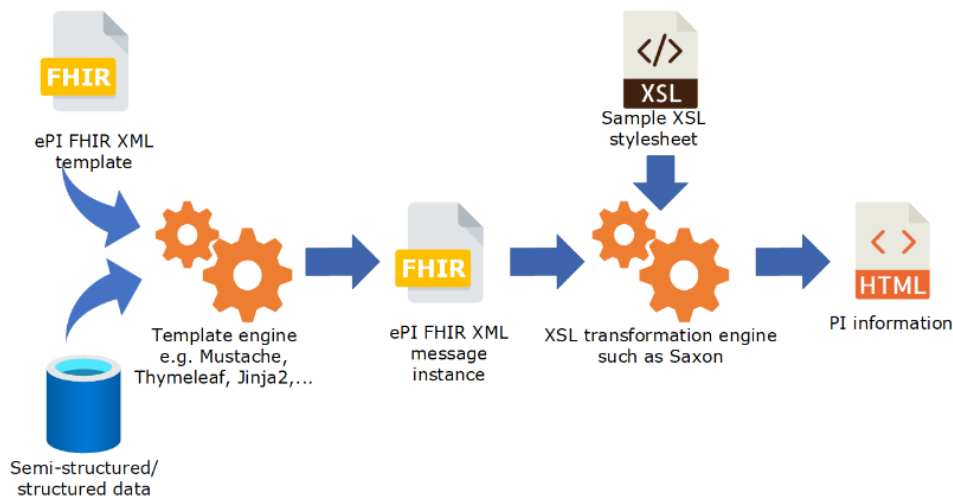 FHIR
ePI FHIR XML
template
XSL
Sample XSL
stylesheet
Template engine
e.g. Mustache,
Thymeleaf, Jinja2,...
FHIR
ePI FHIR XML
message
instance
XSL transformation engine
such as Saxon
HTML
PI information
Semi-structured/
structured data